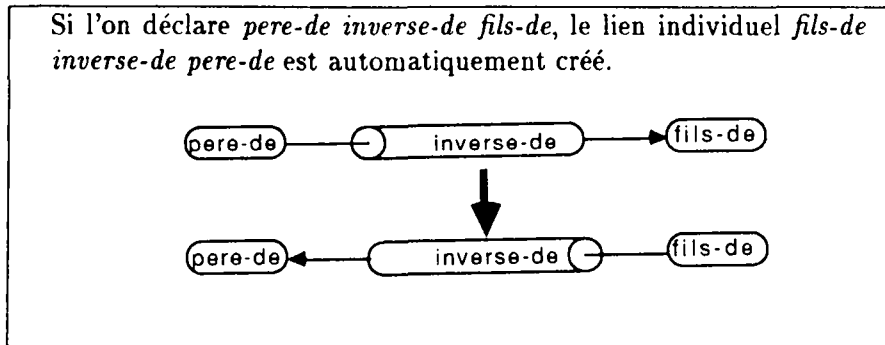 Si l'on déclare pere-de inverse-de fils-de, le lien individuel fils-de
inverse-de pere-de est automatiquement créé.
pere-de inverse-de fils-de
pere-de inverse-de fils-de